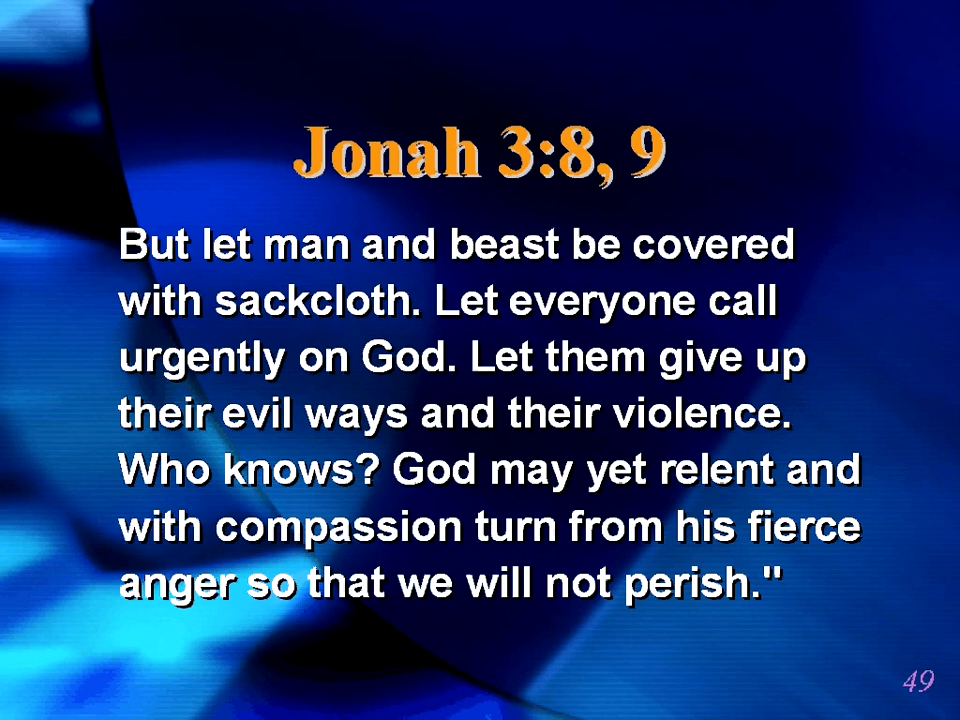 Jonah 3:8, 9
But let man and beast be covered
with sackcloth. Let everyone call
urgently on God. Let them give up
their evil ways and their violence.
Who knows? God may yet relent and
with compassion turn from his fierce
anger so that we will not perish."
49